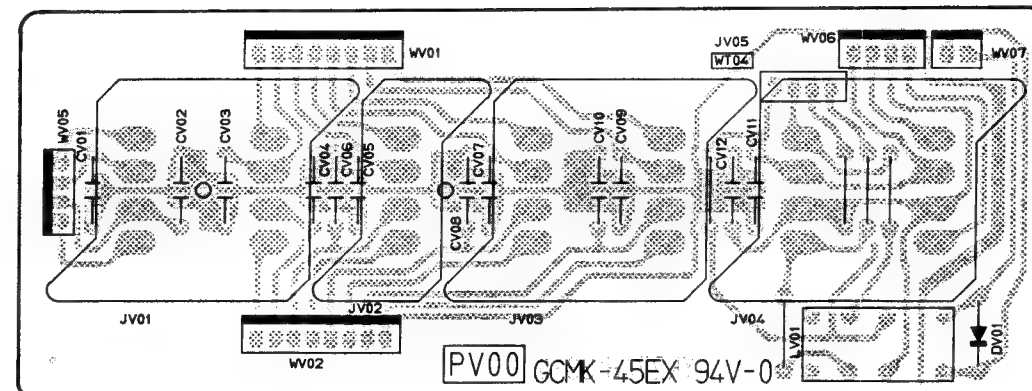 WV01
JV05
WT04
WV06
WV07
WV05
CV01
CV02
CV03
CV04
CV06
CV05
CV07
CV08
CV10
CV09
CV12
CV11
JV01
JV02
JV03
JV04
LV01
DV01
WV02
PV00 GCMK-45EX 94V-0